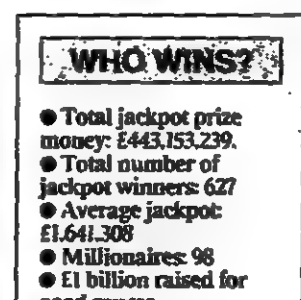 WHO WINS?
● Total jackpot prize
money: £443,153,239.
● Total number of
jackpot winners: 627
● Average jackpot:
£1.641.308
● Millionaires: 98
● £1 billion raised for